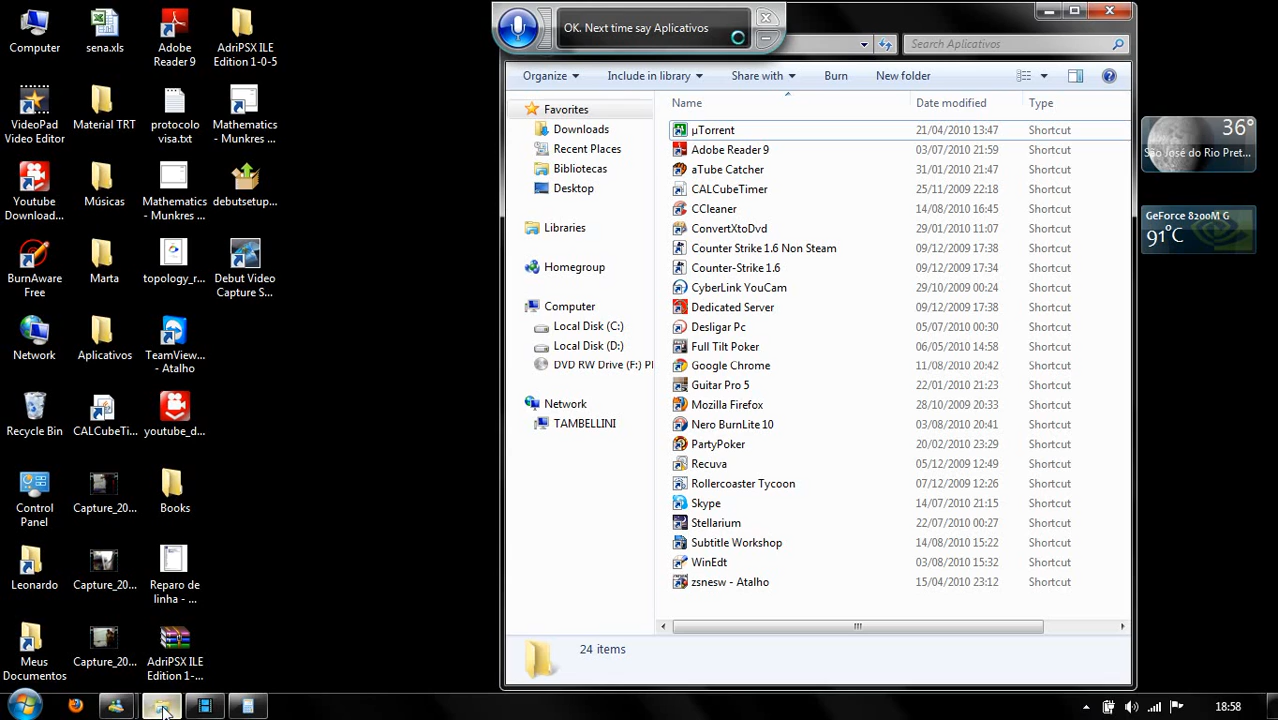 Computer
sena.xls
Adobe
Reader 9
AdriPSX ILE
Edition 1-0-5
VideoPad
Video Editor
Material TRT
protocolo
visa.txt
Mathematics
- Munkres ...
Youtube
Download...
Músicas
Mathematics
- Munkres ...
debutsetup...
BurnAware
Free
Marta
topology_r...
Debut Video
Capture S...
Network
Aplicativos
TeamView...
- Atalho
Recycle Bin
CALCubeTi...
youtube_d...
Control
Panel
Capture_20...
Books
Leonardo
Capture_20...
Reparo de
linha - ...
Meus
Documentos
Capture_20...
AdriPSX ILE
Edition 1-...
OK. Next time say Aplicativos
Search Aplicativos
Organize
Include in library
Share with
Burn
New folder
Favorites
Downloads
Recent Places
Bibliotecas
Desktop
Libraries
Homegroup
Computer
Local Disk (C:)
Local Disk (D:)
DVD RW Drive (F:) Pl
Network
TAMBELLINI
Name Date modified Type
µTorrent 21/04/2010 13:47 Shortcut
Adobe Reader 9 03/07/2010 21:59 Shortcut
aTube Catcher 31/01/2010 21:47 Shortcut
CALCubeTimer 25/11/2009 22:18 Shortcut
CCleaner 14/08/2010 16:45 Shortcut
ConvertXtoDvd 29/01/2010 11:07 Shortcut
Counter Strike 1.6 Non Steam 09/12/2009 17:38 Shortcut
Counter-Strike 1.6 09/12/2009 17:34 Shortcut
CyberLink YouCam 29/10/2009 00:24 Shortcut
Dedicated Server 09/12/2009 17:38 Shortcut
Desligar Pc 05/07/2010 00:30 Shortcut
Full Tilt Poker 06/05/2010 14:58 Shortcut
Google Chrome 11/08/2010 20:42 Shortcut
Guitar Pro 5 22/01/2010 21:23 Shortcut
Mozilla Firefox 28/10/2009 20:33 Shortcut
Nero BurnLite 10 03/08/2010 20:41 Shortcut
PartyPoker 20/02/2010 23:29 Shortcut
Recuva 05/12/2009 12:49 Shortcut
Rollercoaster Tycoon 07/12/2009 12:26 Shortcut
Skype 14/07/2010 21:15 Shortcut
Stellarium 22/07/2010 00:27 Shortcut
Subtitle Workshop 14/08/2010 15:22 Shortcut
WinEdt 03/08/2010 15:32 Shortcut
zsnesw - Atalho 15/04/2010 23:12 Shortcut
24 items
36°
São José do Rio Pret...
GeForce 8200M G
91°C
18:58